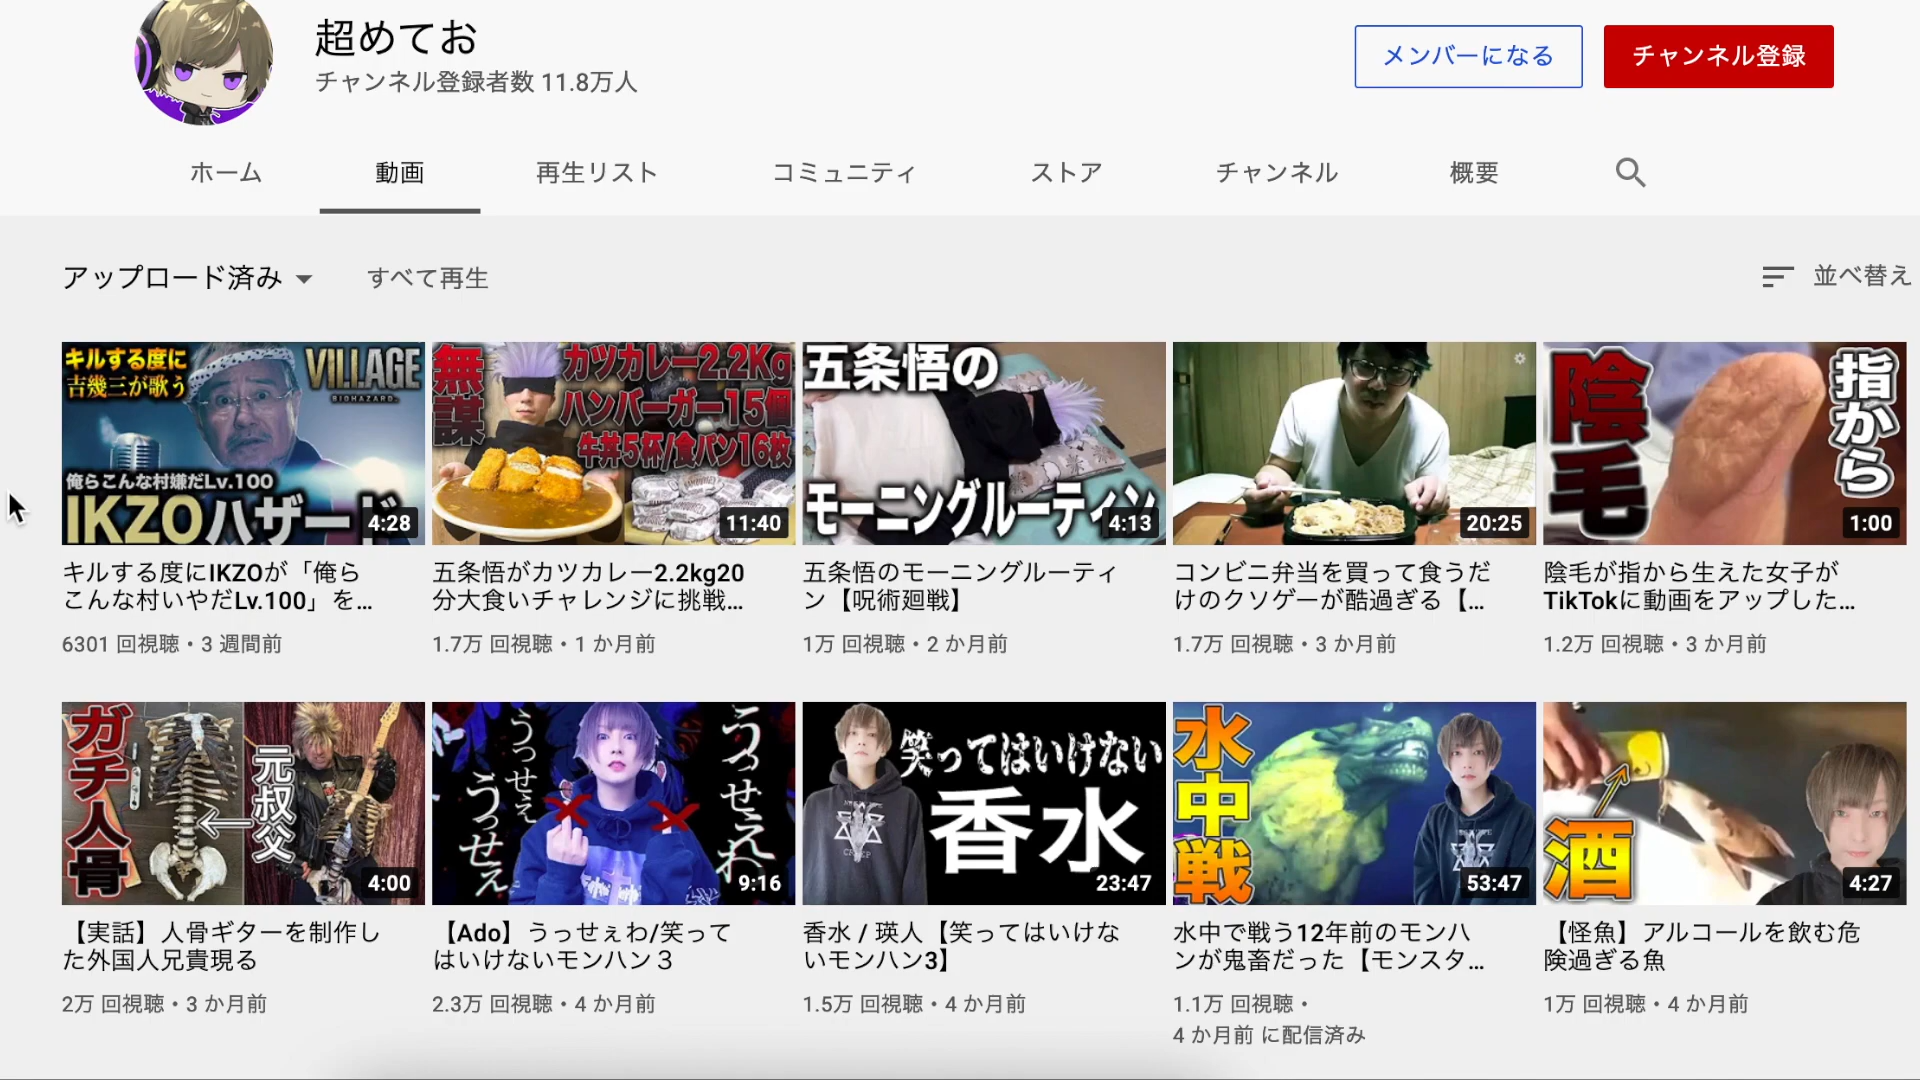 超めてお
チャンネル登録者数 11.8万人
メンバーになる
チャンネル登録
ホーム
動画
再生リスト
コミュニティ
ストア
チャンネル
概要
アップロード済み
すべて再生
並べ替え
キルする度に
吉幾三が歌う
VILLAGE
BIOHAZARD
俺らこんな村嫌だLv.100
IKZOハザード
4:28
無謀
カツカレー2.2Kg
ハンバーガー15個
牛丼5杯/食パン16枚
11:40
五条悟の
モーニングルーティン
4:13
20:25
陰毛
指から
1:00
キルする度にIKZOが「俺ら
こんな村いやだLv.100」を...
6301 回視聴・3 週間前
五条悟がカツカレー2.2kg20
分大食いチャレンジに挑戦...
1.7万 回視聴・1 か月前
五条悟のモーニングルーティ
ン【呪術廻戦】
1万 回視聴・2 か月前
コンビニ弁当を買って食うだ
けのクソゲーが酷過ぎる【...
1.7万 回視聴・3 か月前
陰毛が指から生えた女子が
TikTokに動画をアップした...
1.2万 回視聴・3 か月前
ガチ人骨
元叔父
4:00
うっせぇ
うっせぇ
うっせえわ
9:16
笑ってはいけない
香水
23:47
水中戦
53:47
酒
4:27
【実話】人骨ギターを制作し
た外国人兄貴現る
2万 回視聴・3 か月前
【Ado】うっせぇわ/笑って
はいけないモンハン３
2.3万 回視聴・4 か月前
香水 / 瑛人【笑ってはいけな
いモンハン3】
1.5万 回視聴・4 か月前
水中で戦う12年前のモンハ
ンが鬼畜だった【モンスタ...
1.1万 回視聴・
4 か月前 に配信済み
【怪魚】アルコールを飲む危
険過ぎる魚
1万 回視聴・4 か月前